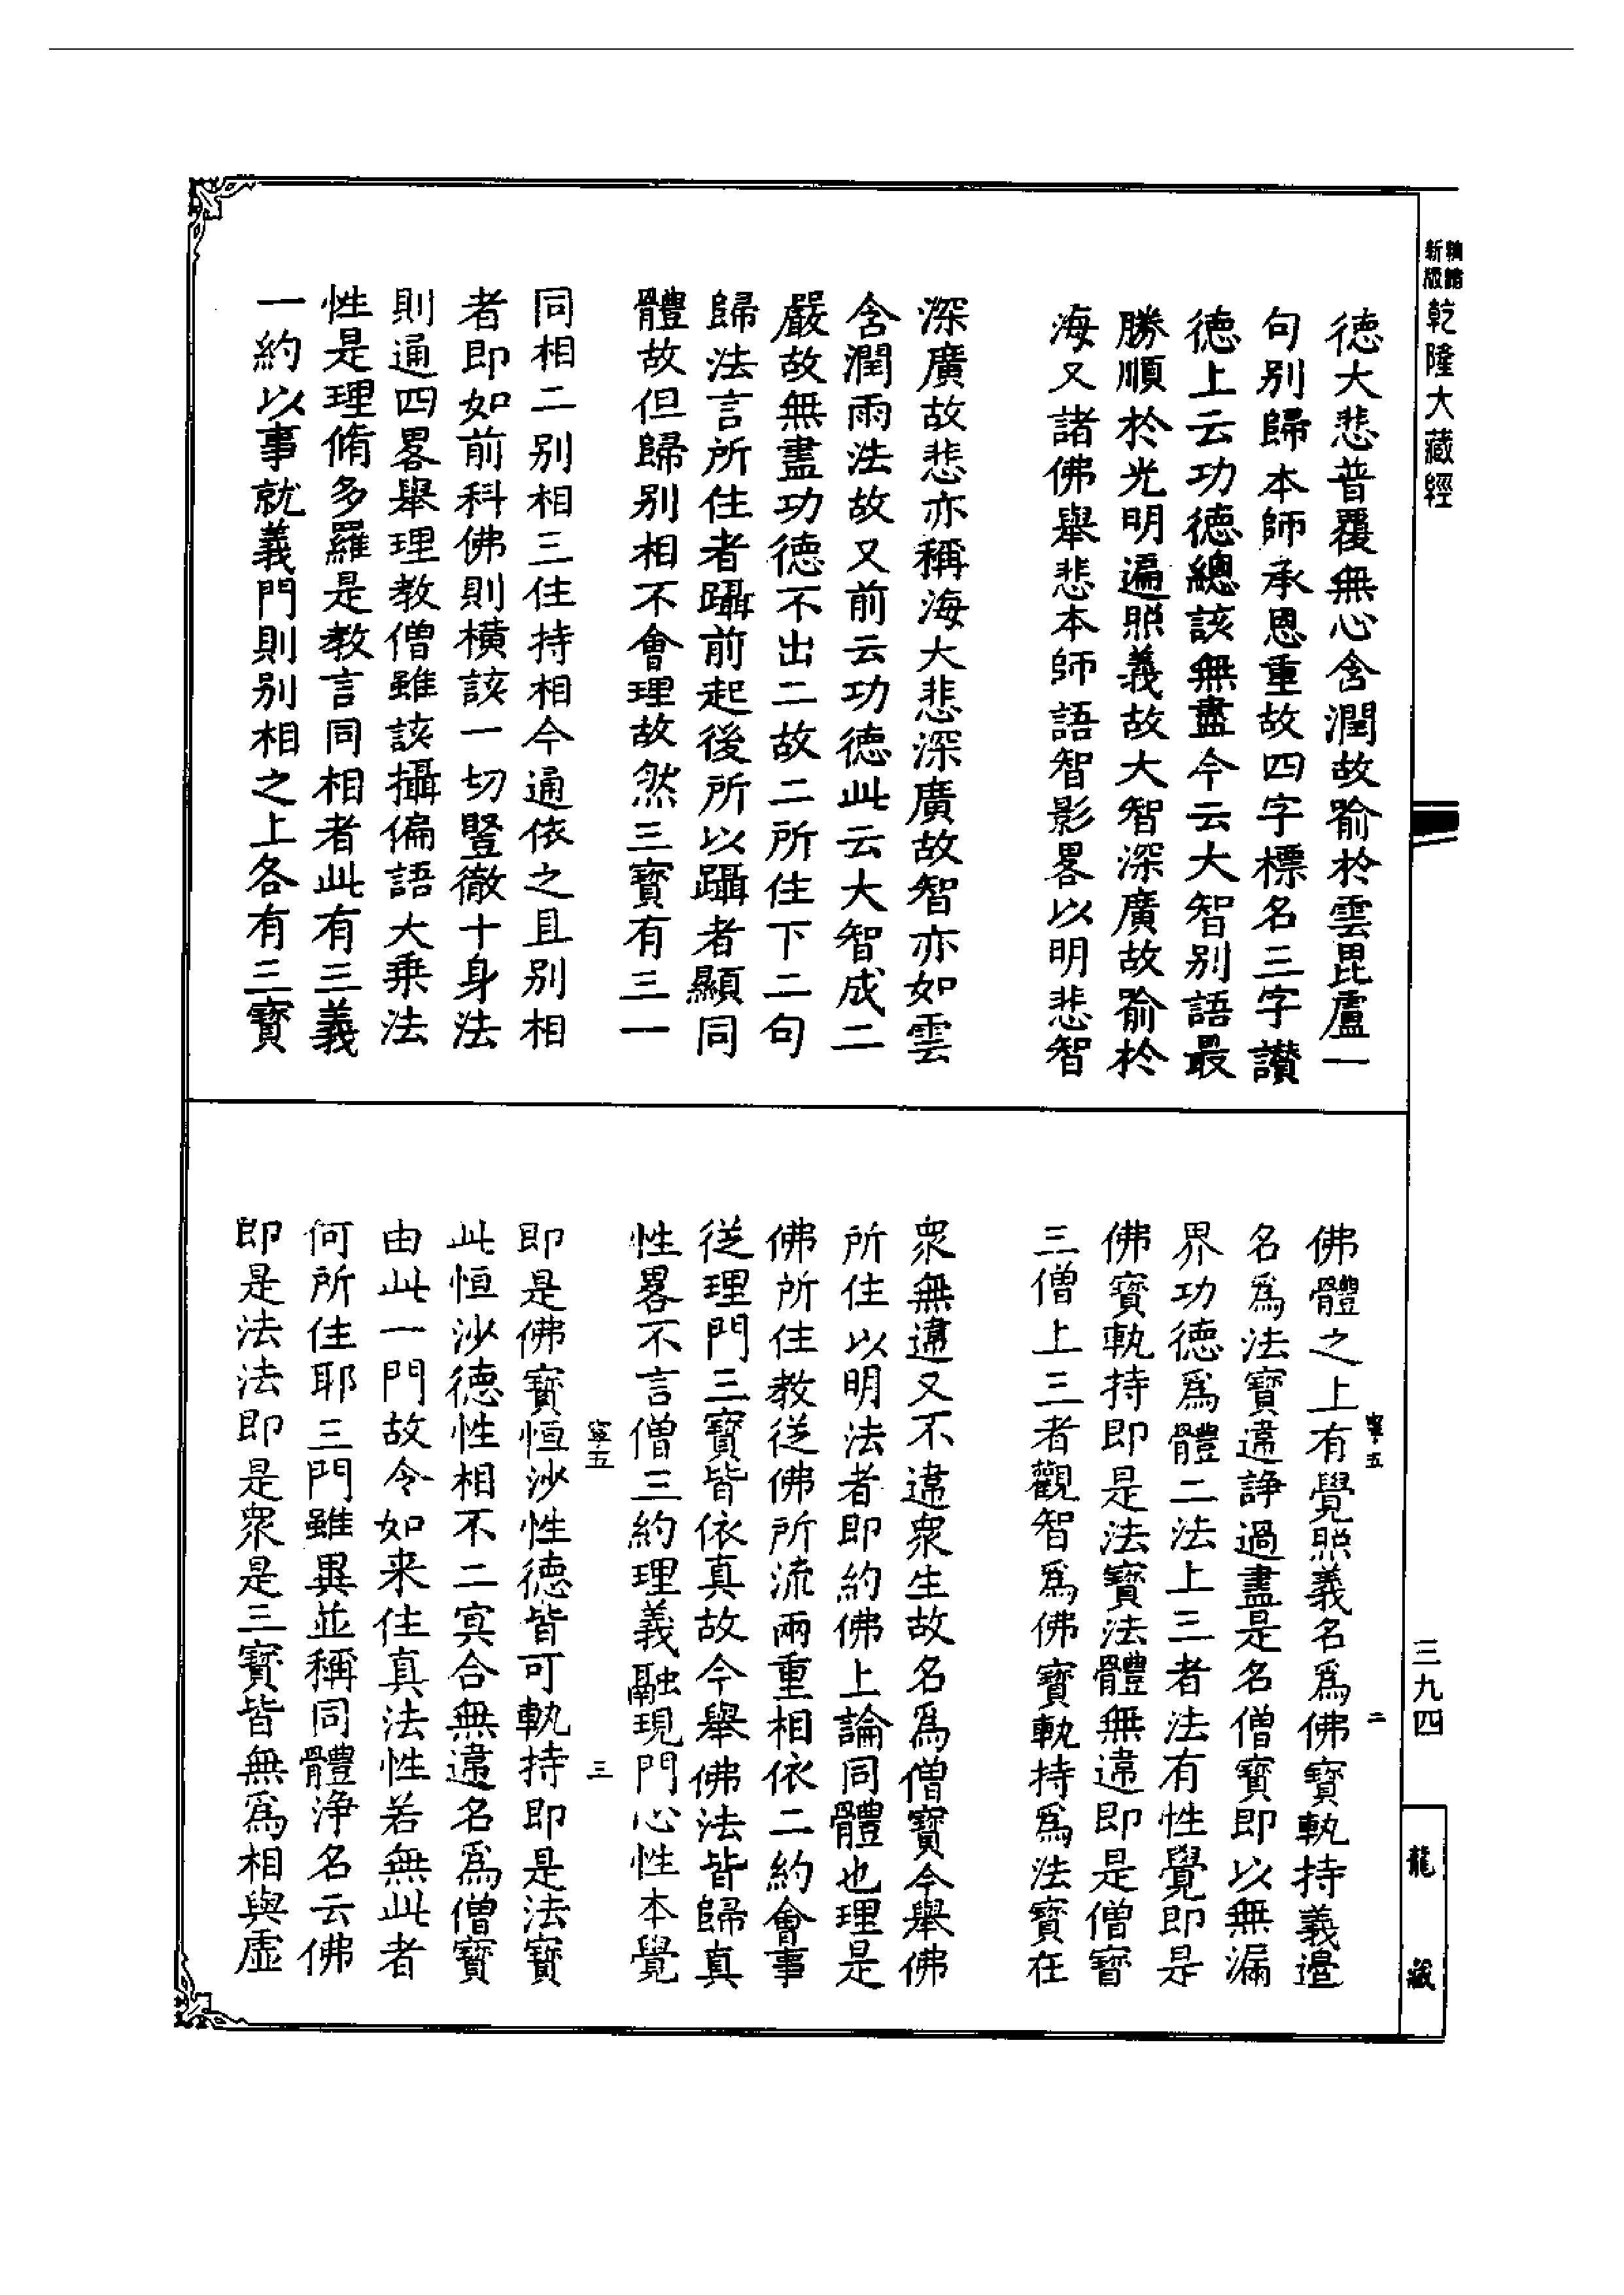 新版
精縮
乾隆大藏經
德大悲普覆無心含潤故喻於雲毘盧一
句別歸本師承恩重故四字標名三字讚
德上云功德總該無盡今云大智別語最
勝順於光明遍照義故大智深廣故喻於
海又諸佛舉悲本師語智影畧以明悲智
深廣故悲亦稱海大悲深廣故智亦如雲
含潤雨法故又前云功德此云大智成二
嚴故無盡功德不出二故二所住下二句
歸法言所住者躡前起後所以躡者顯同
體故但歸別相不會理故然三寶有三一
同相二別相三住持相今通依之且別相
者即如前科佛則橫該一切豎徹十身法
則通四畧舉理教僧雖該攝偏語大乗法
性是理脩多羅是教言同相者此有三義
一約以事就義門則別相之上各有三寶
佛體之上有覺照義名爲佛寶軌持義邊
名爲法寶違諍過盡是名僧寶即以無漏
界功德爲體二法上三者法有性覺即是
佛寶軌持即是法寶法體無違即是僧寶
三僧上三者觀智爲佛寶軌持爲法寶在
衆無違又不違衆生故名爲僧寶今舉佛
所住以明法者即約佛上論同體也理是
佛所住教從佛所流兩重相依二約會事
從理門三寶皆依真故今舉佛法皆歸真
性畧不言僧三約理義融現門心性本覺
即是佛寶恒沙性德皆可軌持即是法寶
此恒沙德性相不二冥合無違名爲僧寶
由此一門故令如来住真法性若無此者
何所住耶三門雖異並稱同體淨名云佛
即是法法即是衆是三寶皆無爲相與虛
寧五
二
寧五
三
三九四
龍藏